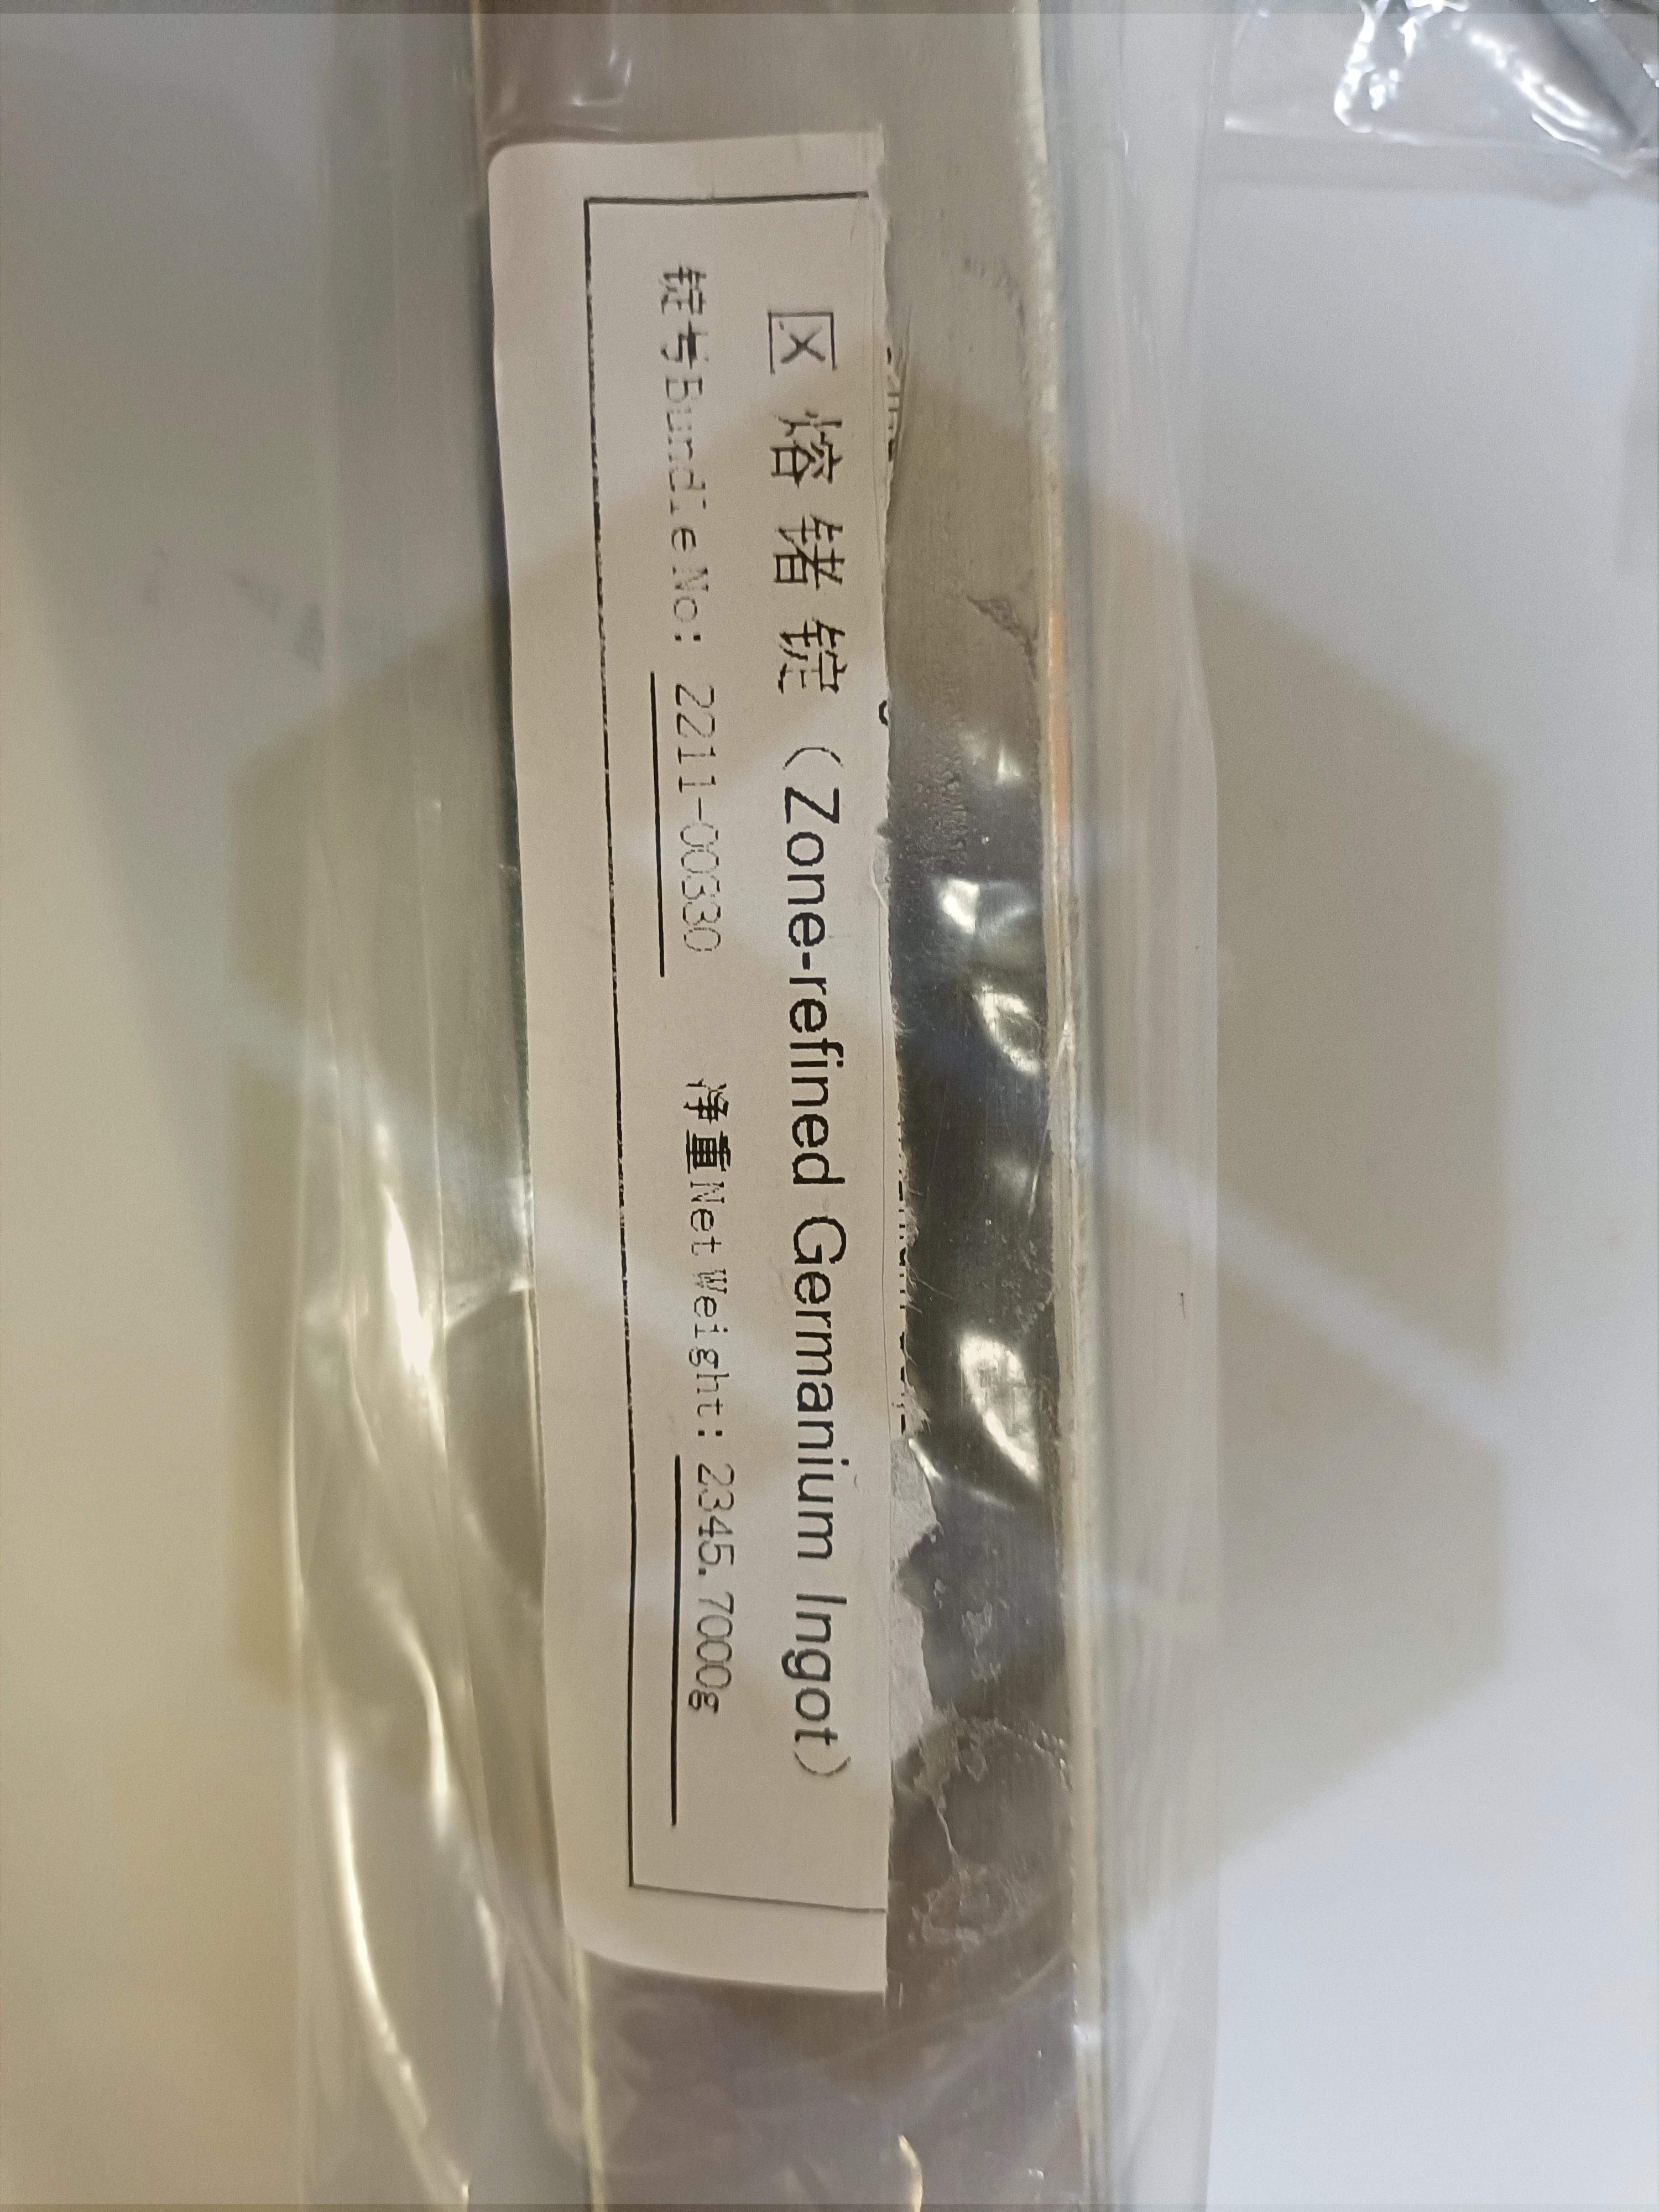 区熔锗锭（Zone-refined Germanium Ingot）
锭号Bundle No: 2211-00330 净重Net Weight: 2345.7000g